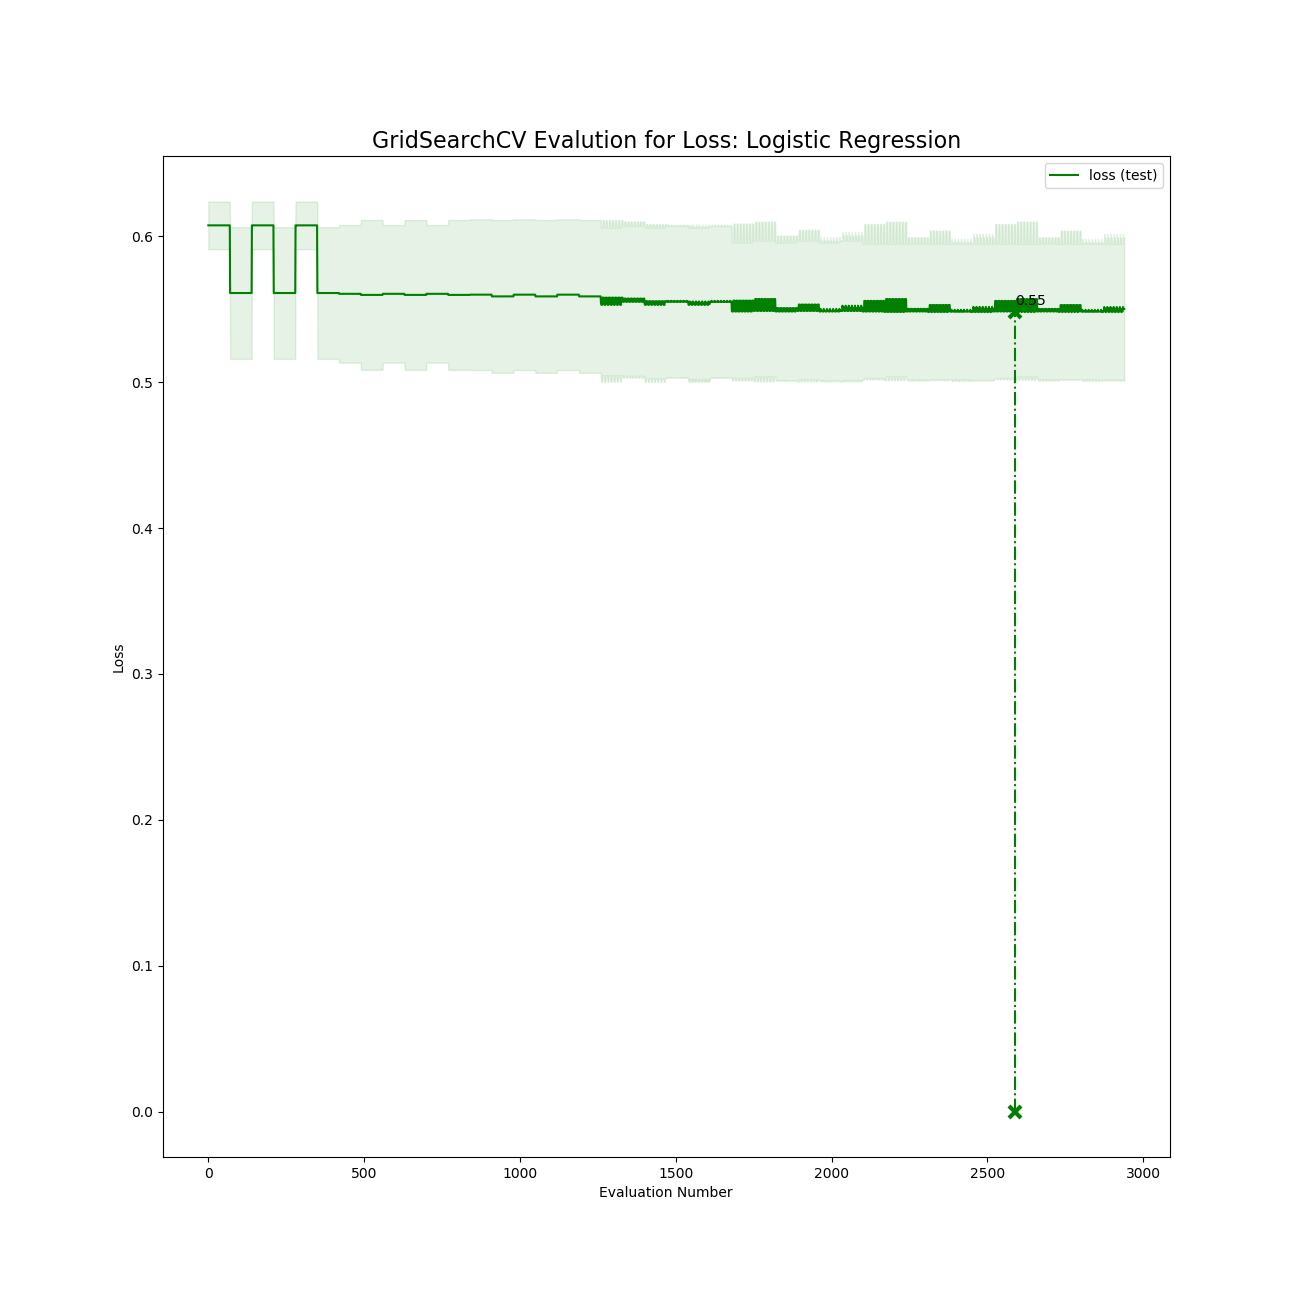 GridSearchCV Evalution for Loss: Logistic Regression
loss (test)
0.6
0.55
0.5
0.4
0.3
Loss
0.2
0.1
0.0
0 500 1000 1500 2000 2500 3000
Evaluation Number